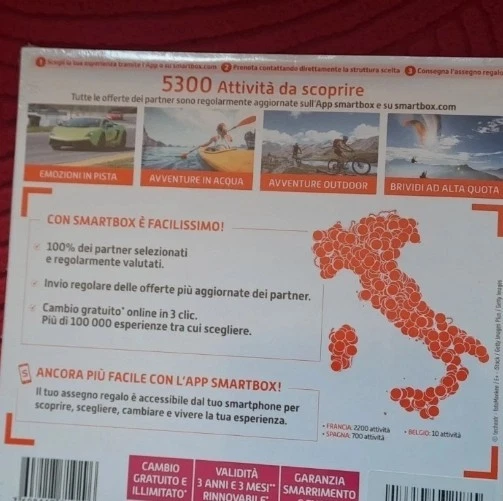 1 Scegli la tua esperienza tramite l'App o su smartbox.com 2 Prenota contattando direttamente la struttura scelta 3 Consegna l'assegno regalo
5300 Attività da scoprire
Tutte le offerte dei partner sono regolarmente aggiornate sull'App smartbox e su smartbox.com
EMOZIONI IN PISTA
AVVENTURE IN ACQUA
AVVENTURE OUTDOOR
BRIVIDI AD ALTA QUOTA
CON SMARTBOX È FACILISSIMO!
100% dei partner selezionati
e regolarmente valutati.
Invio regolare delle offerte più aggiornate dei partner.
Cambio gratuito* online in 3 clic.
Più di 100 000 esperienze tra cui scegliere.
ANCORA PIÙ FACILE CON L'APP SMARTBOX!
Il tuo assegno regalo è accessibile dal tuo smartphone per
scoprire, scegliere, cambiare e vivere la tua esperienza.
• FRANCIA: 2200 attività
• SPAGNA: 700 attività
• BELGIO: 10 attività
CAMBIO
GRATUITO E
ILLIMITATO*
VALIDITÀ
3 ANNI E 3 MESI**
RINNOVABILE*
GARANZIA
SMARRIMENTO